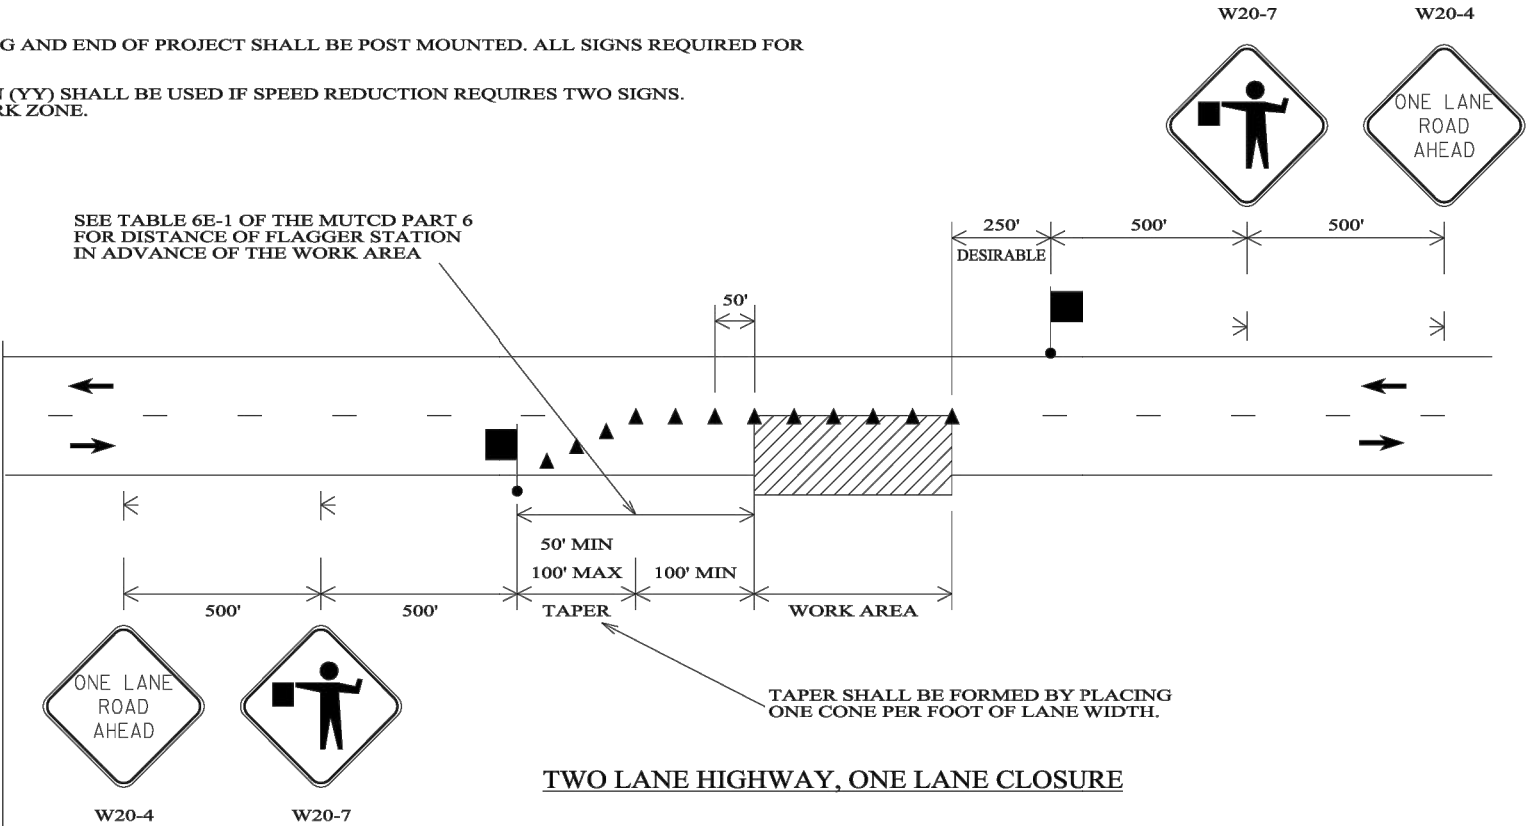 W20-7
W20-4
G AND END OF PROJECT SHALL BE POST MOUNTED. ALL SIGNS REQUIRED FOR
(YY) SHALL BE USED IF SPEED REDUCTION REQUIRES TWO SIGNS.
RK ZONE.
ONE LANE
ROAD
AHEAD
SEE TABLE 6E-1 OF THE MUTCD PART 6
FOR DISTANCE OF FLAGGER STATION
IN ADVANCE OF THE WORK AREA
250'
500'
500'
DESIRABLE
50'
50' MIN
100' MAX
100' MIN
500'
500'
TAPER
WORK AREA
ONE LANE
ROAD
AHEAD
TAPER SHALL BE FORMED BY PLACING
ONE CONE PER FOOT OF LANE WIDTH.
TWO LANE HIGHWAY, ONE LANE CLOSURE
W20-4
W20-7